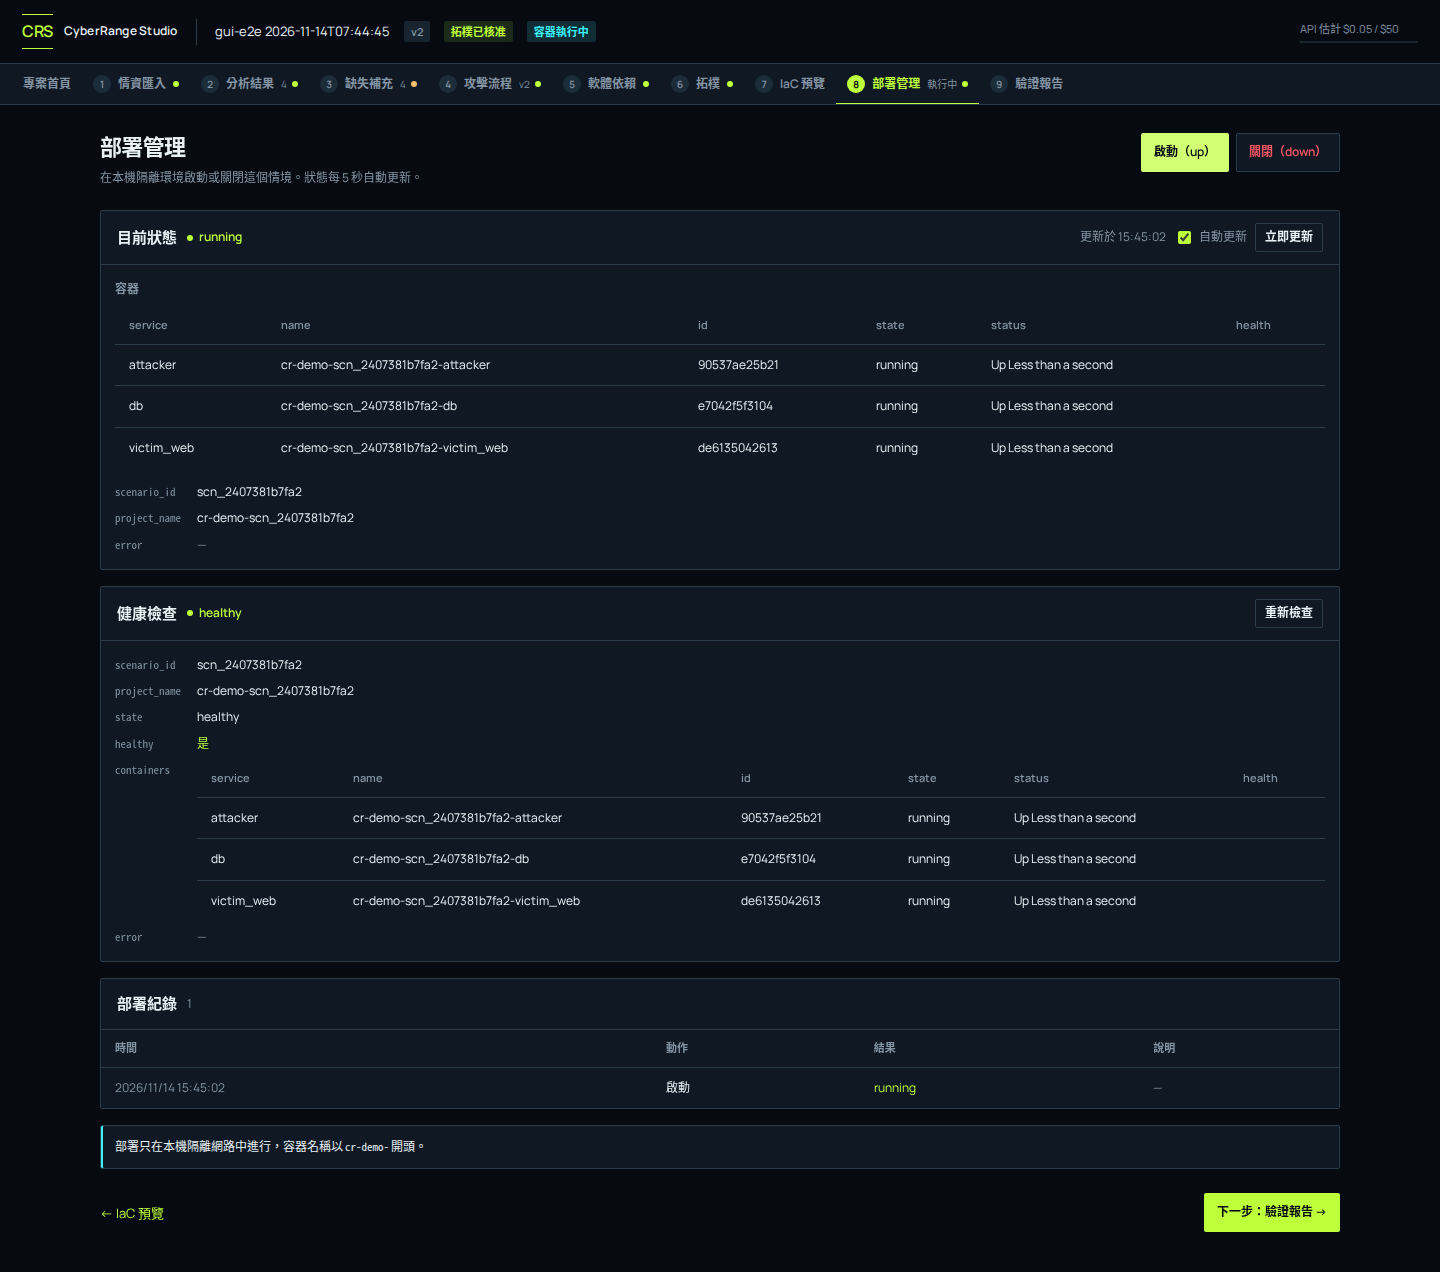 CRS CyberRange Studio gui-e2e 2026-11-14T07:44:45 v2 拓樸已核准 容器執行中 API 估計 $0.05 / $50
專案首頁 1 情資匯入 2 分析結果 4 3 缺失補充 4 4 攻擊流程 v2 5 軟體依賴 6 拓樸 7 IaC 預覽 8 部署管理 執行中 9 驗證報告
部署管理
啟動（up） 關閉（down）
在本機隔離環境啟動或關閉這個情境。狀態每 5 秒自動更新。
目前狀態 running 更新於 15:45:02 自動更新 立即更新
容器
service name id state status health
attacker cr-demo-scn_2407381b7fa2-attacker 90537ae25b21 running Up Less than a second
db cr-demo-scn_2407381b7fa2-db e7042f5f3104 running Up Less than a second
victim_web cr-demo-scn_2407381b7fa2-victim_web de6135042613 running Up Less than a second
scenario_id scn_2407381b7fa2
project_name cr-demo-scn_2407381b7fa2
error —
健康檢查 healthy 重新檢查
scenario_id scn_2407381b7fa2
project_name cr-demo-scn_2407381b7fa2
state healthy
healthy 是
containers
service name id state status health
attacker cr-demo-scn_2407381b7fa2-attacker 90537ae25b21 running Up Less than a second
db cr-demo-scn_2407381b7fa2-db e7042f5f3104 running Up Less than a second
victim_web cr-demo-scn_2407381b7fa2-victim_web de6135042613 running Up Less than a second
error —
部署紀錄 1
時間 動作 結果 說明
2026/11/14 15:45:02 啟動 running —
部署只在本機隔離網路中進行，容器名稱以 cr-demo- 開頭。
← IaC 預覽 下一步：驗證報告 →